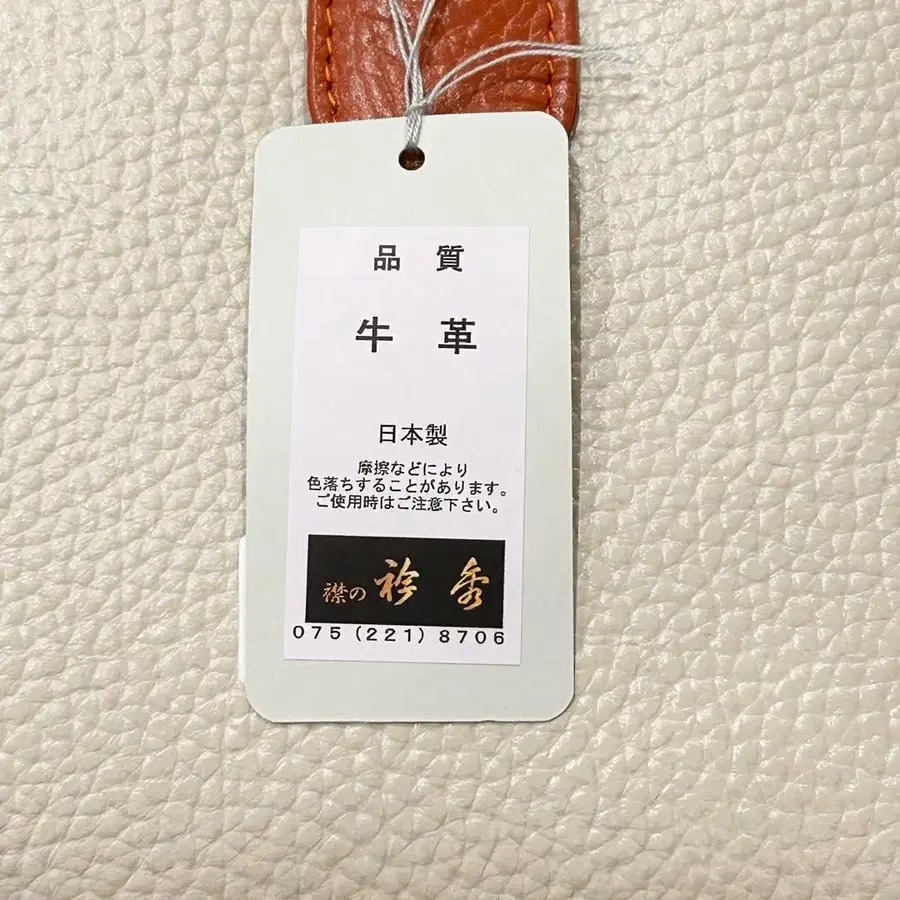 品 質
牛 革
日本製
摩擦などにより
色落ちすることがあります。
ご使用時はご注意下さい。
襟の 衿 秀
075(221)8706